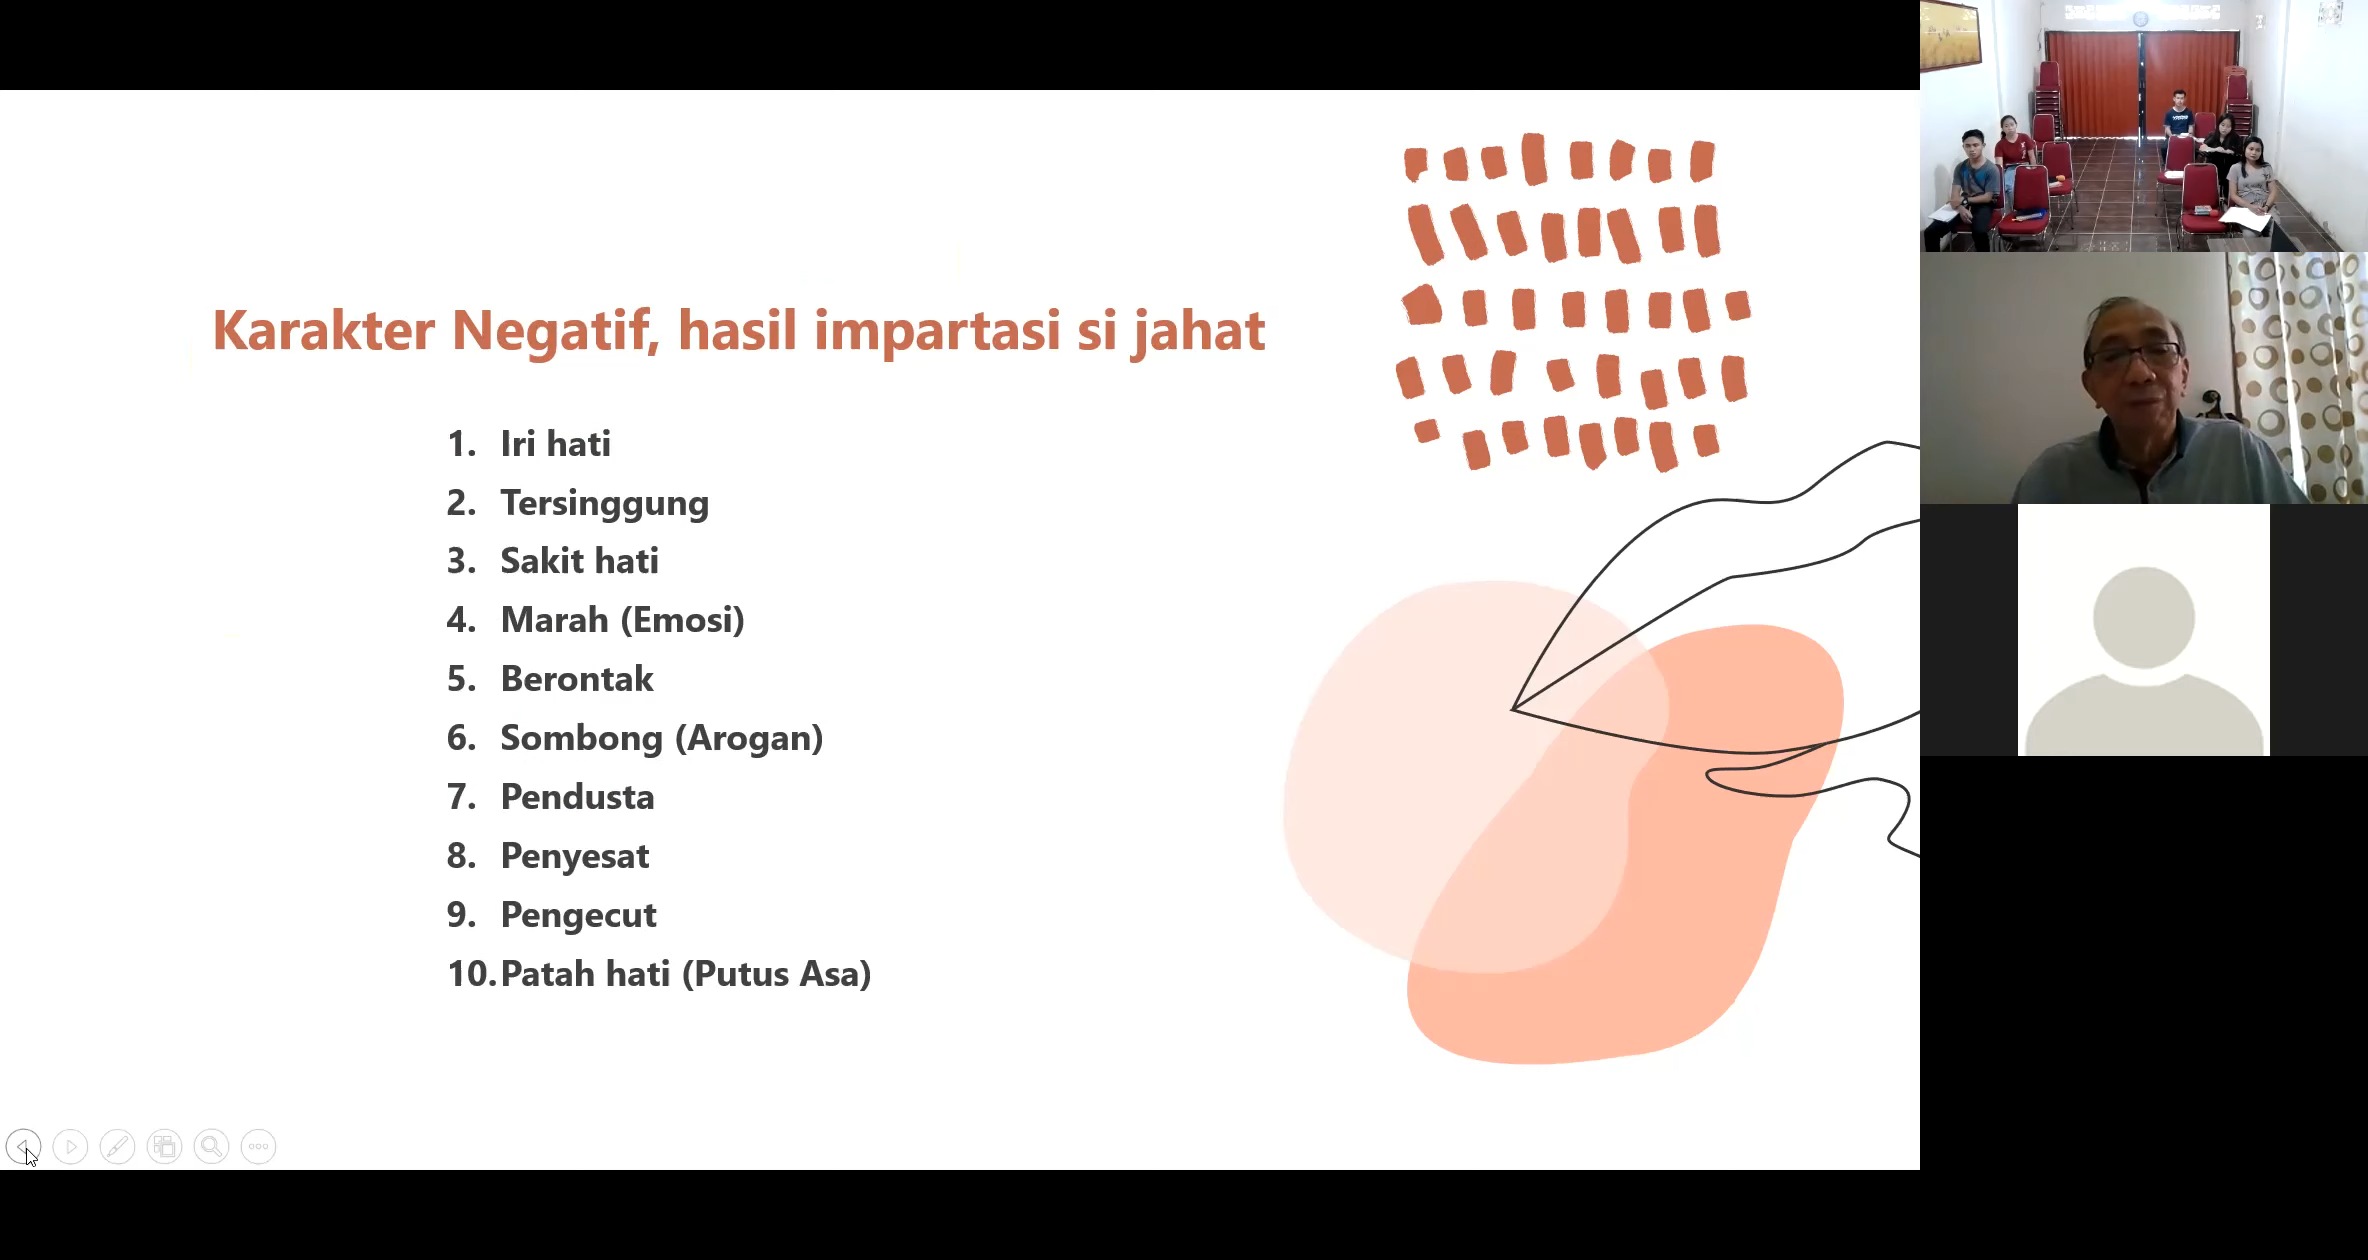 Karakter Negatif, hasil impartasi si jahat
1. Iri hati
2. Tersinggung
3. Sakit hati
4. Marah (Emosi)
5. Berontak
6. Sombong (Arogan)
7. Pendusta
8. Penyesat
9. Pengecut
10. Patah hati (Putus Asa)